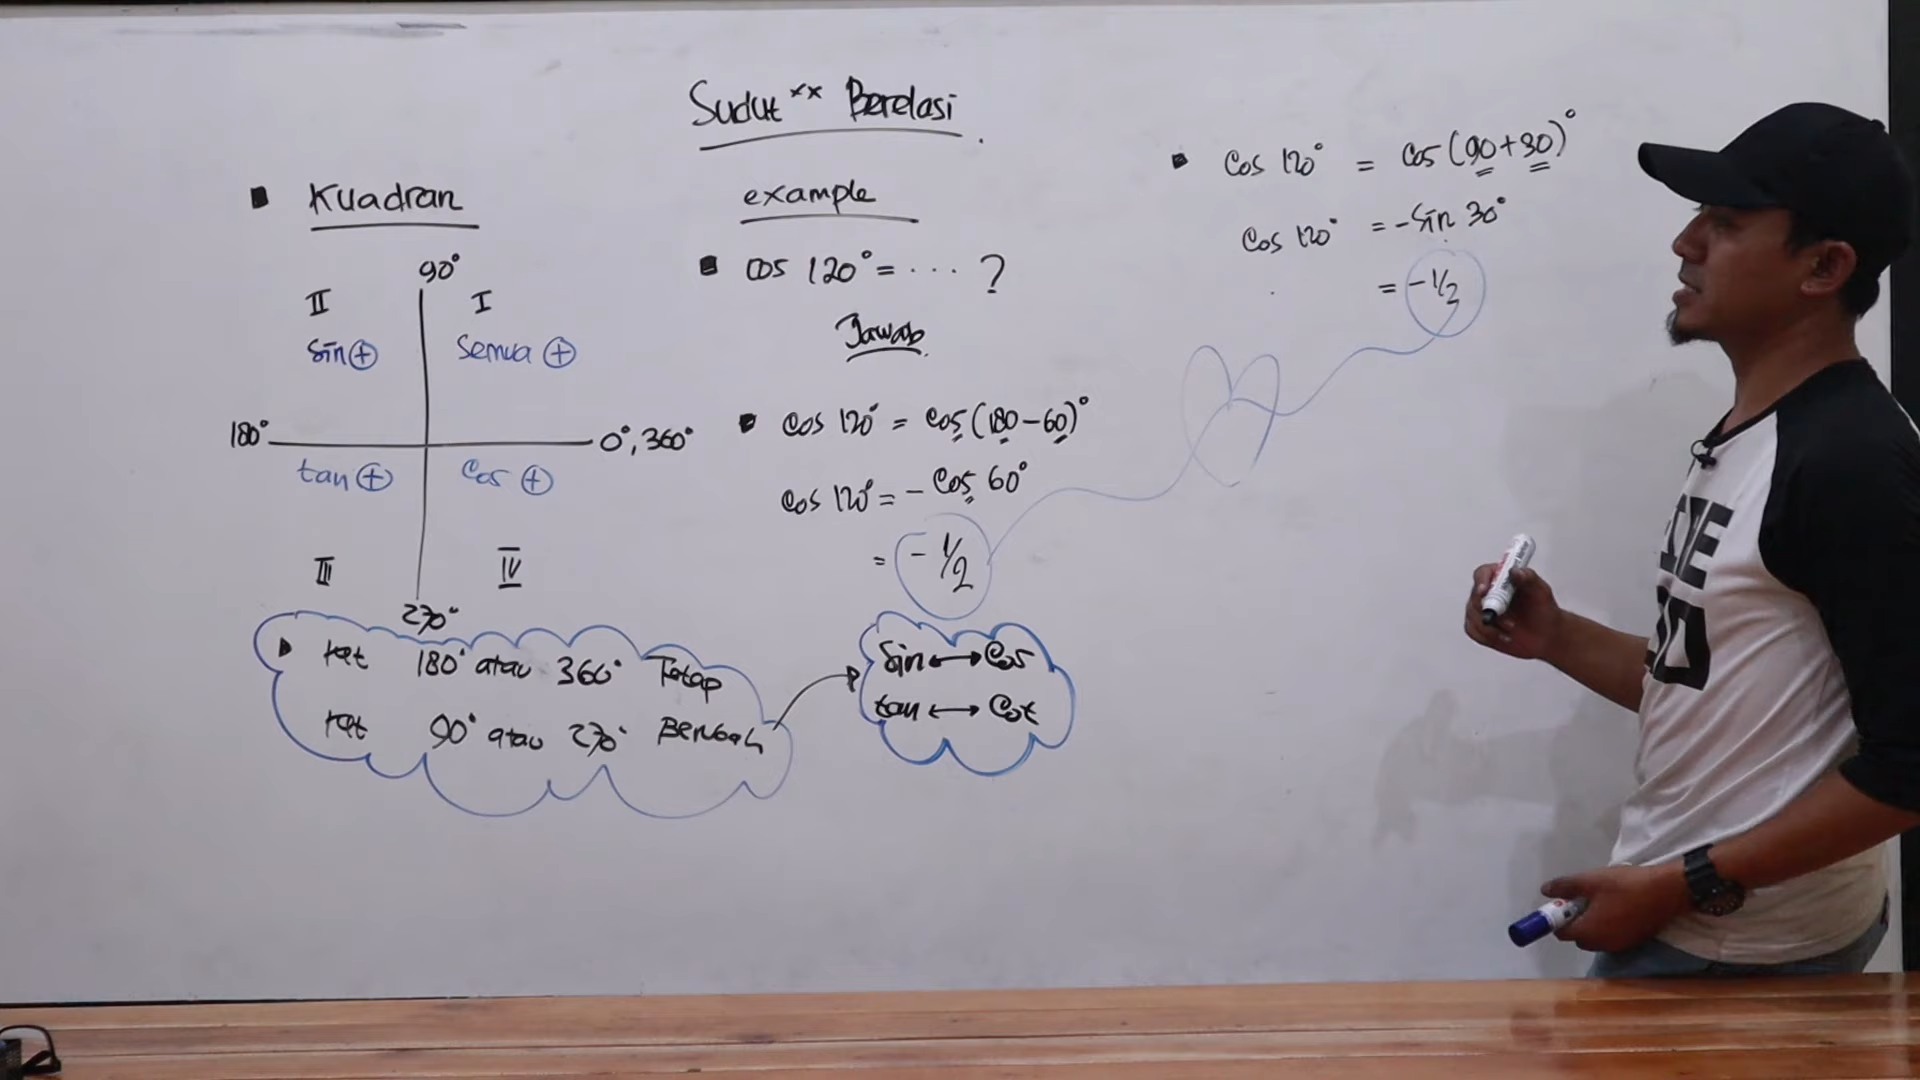 Sudut ** Berelasi
Kuadran
90°
II
I
Sin ⊕
Semua ⊕
180°
0°, 360°
tan ⊕
Cos ⊕
III
IV
270°
ket 180° atau 360° Tetap
ket 90° atau 270° Berubah
Sin ↔ Cos
tan ↔ Cot
example
cos 120° = ... ?
Jawab
Cos 120° = Cos (180-60)°
Cos 120° = - Cos 60°
= - 1/2
Cos 120° = Cos (90+30)°
Cos 120° = - Sin 30°
= - 1/2